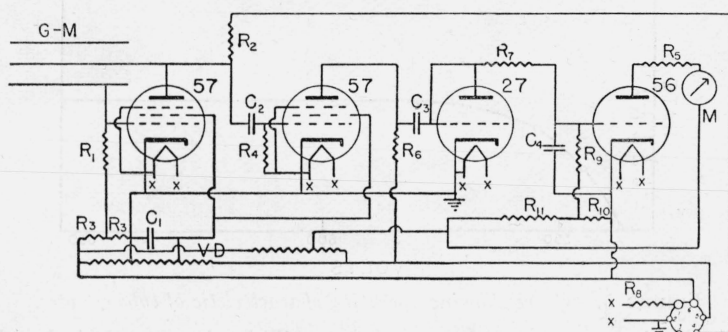 G-M
R2
57
57
27
R7
56
R5
M
C2
C3
R1
R4
R6
C4
R9
x x
x x
x x
x x
R3 R3 C1
R11
R10
VD
x R8
x